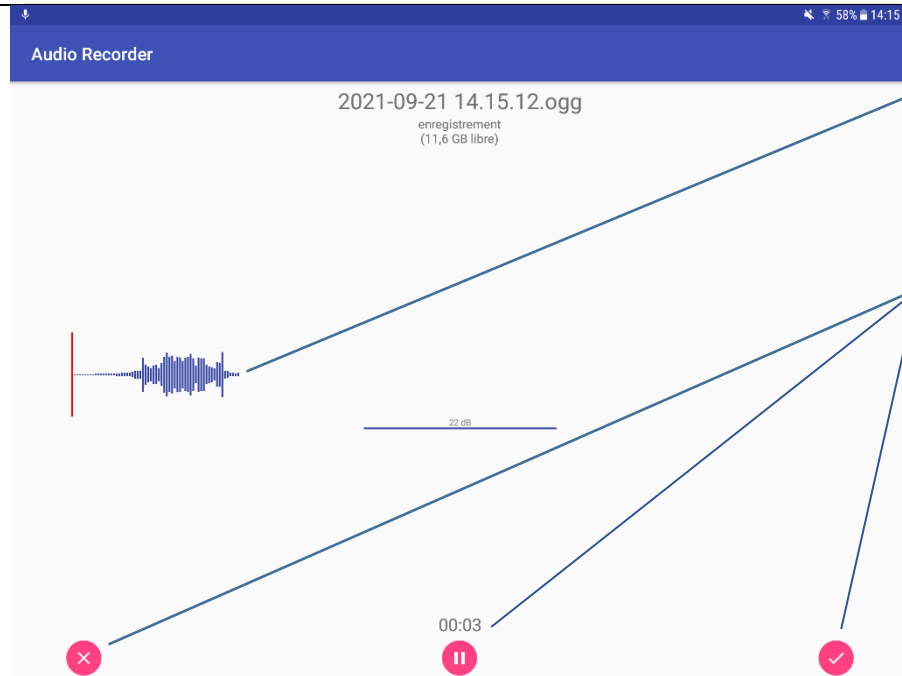 58% 14:15
Audio Recorder
2021-09-21 14.15.12.ogg
enregistrement
(11,6 GB libre)
22 dB
00:03